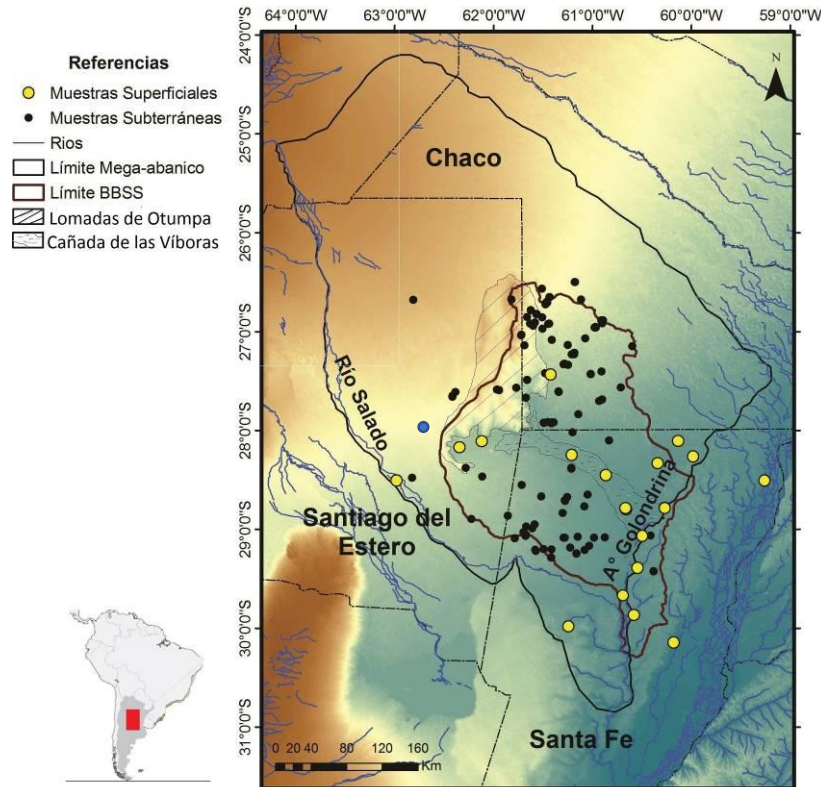 64°0'0"W 63°0'0"W 62°0'0"W 61°0'0"W 60°0'0"W 59°0'0"W
Referencias
Muestras Superficiales
Muestras Subterráneas
Rios
Límite Mega-abanico
Límite BBSS
Lomadas de Otumpa
Cañada de las Víboras
24°0'0"S
25°0'0"S
26°0'0"S
27°0'0"S
28°0'0"S
29°0'0"S
30°0'0"S
31°0'0"S
N
Chaco
Río Salado
Santiago del
Estero
A° Golondrina
Santa Fe
0 20 40 80 120 160
Km